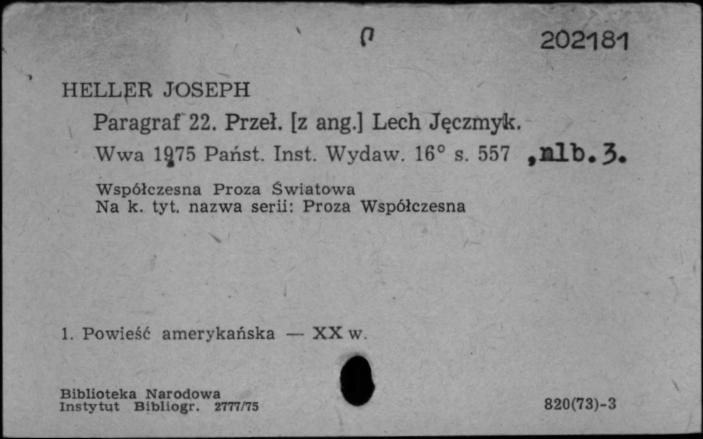 202181
HELLER JOSEPH
Paragraf 22. Przeł. [z ang.] Lech Jęczmyk.
Wwa 1975 Państ. Inst. Wydaw. 16° s. 557 ,nlb.3.
Współczesna Proza Światowa
Na k. tyt. nazwa serii: Proza Współczesna
1. Powieść amerykańska — XX w.
Biblioteka Narodowa
Instytut Bibliogr. 2777/75
820(73)-3